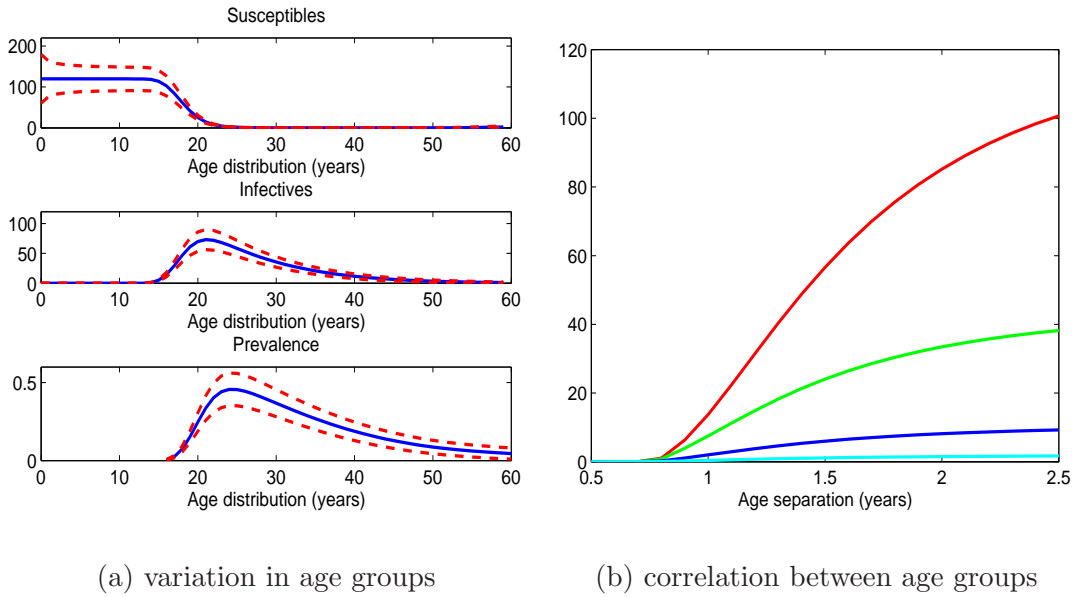 Susceptibles
200
100
0
0 10 20 30 40 50 60
Age distribution (years)
Infectives
100
50
0
0 10 20 30 40 50 60
Age distribution (years)
Prevalence
0.5
0
0 10 20 30 40 50 60
Age distribution (years)
(a) variation in age groups
120
100
80
60
40
20
0
0.5 1 1.5 2 2.5
Age separation (years)
(b) correlation between age groups